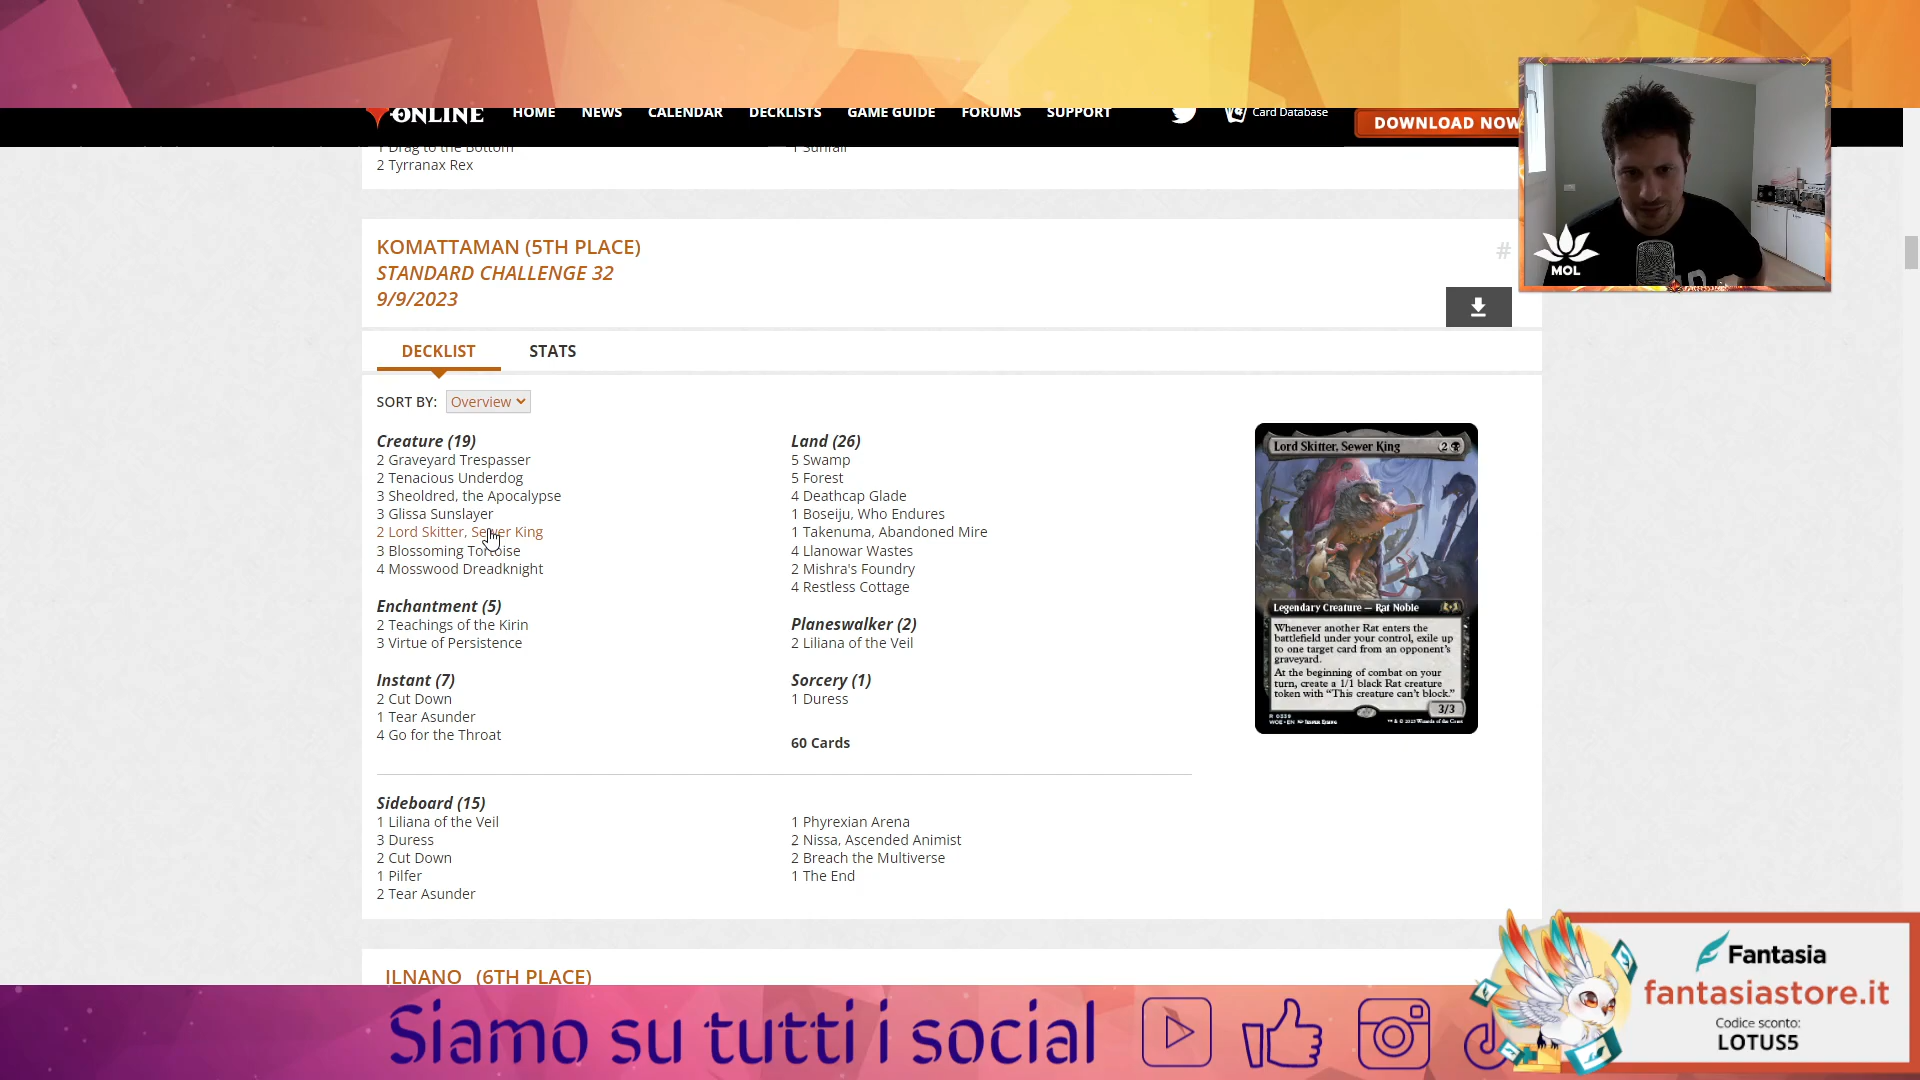 ONLINE
HOME
NEWS
CALENDAR
DECKLISTS
GAME GUIDE
FORUMS
SUPPORT
Card Database
DOWNLOAD NOW
1 Drag to the Bottom
2 Tyrranax Rex
1 Sunfall
KOMATTAMAN (5TH PLACE)
STANDARD CHALLENGE 32
9/9/2023
#
MOL
DECKLIST
STATS
SORT BY: Overview
Creature (19)
2 Graveyard Trespasser
2 Tenacious Underdog
3 Sheoldred, the Apocalypse
3 Glissa Sunslayer
2 Lord Skitter, Sewer King
3 Blossoming Tortoise
4 Mosswood Dreadknight
Enchantment (5)
2 Teachings of the Kirin
3 Virtue of Persistence
Instant (7)
2 Cut Down
1 Tear Asunder
4 Go for the Throat
Land (26)
5 Swamp
5 Forest
4 Deathcap Glade
1 Boseiju, Who Endures
1 Takenuma, Abandoned Mire
4 Llanowar Wastes
2 Mishra's Foundry
4 Restless Cottage
Planeswalker (2)
2 Liliana of the Veil
Sorcery (1)
1 Duress
60 Cards
Lord Skitter, Sewer King 2
Legendary Creature — Rat Noble
Whenever another Rat enters the
battlefield under your control, exile up
to one target card from an opponent's
graveyard.
At the beginning of combat on your
turn, create a 1/1 black Rat creature
token with "This creature can't block."
3/3
R 0339
WOE • EN
Sideboard (15)
1 Liliana of the Veil
3 Duress
2 Cut Down
1 Pilfer
2 Tear Asunder
1 Phyrexian Arena
2 Nissa, Ascended Animist
2 Breach the Multiverse
1 The End
ILNANO (6TH PLACE)
Siamo su tutti i social
Fantasia
fantasiastore.it
Codice sconto:
LOTUS5